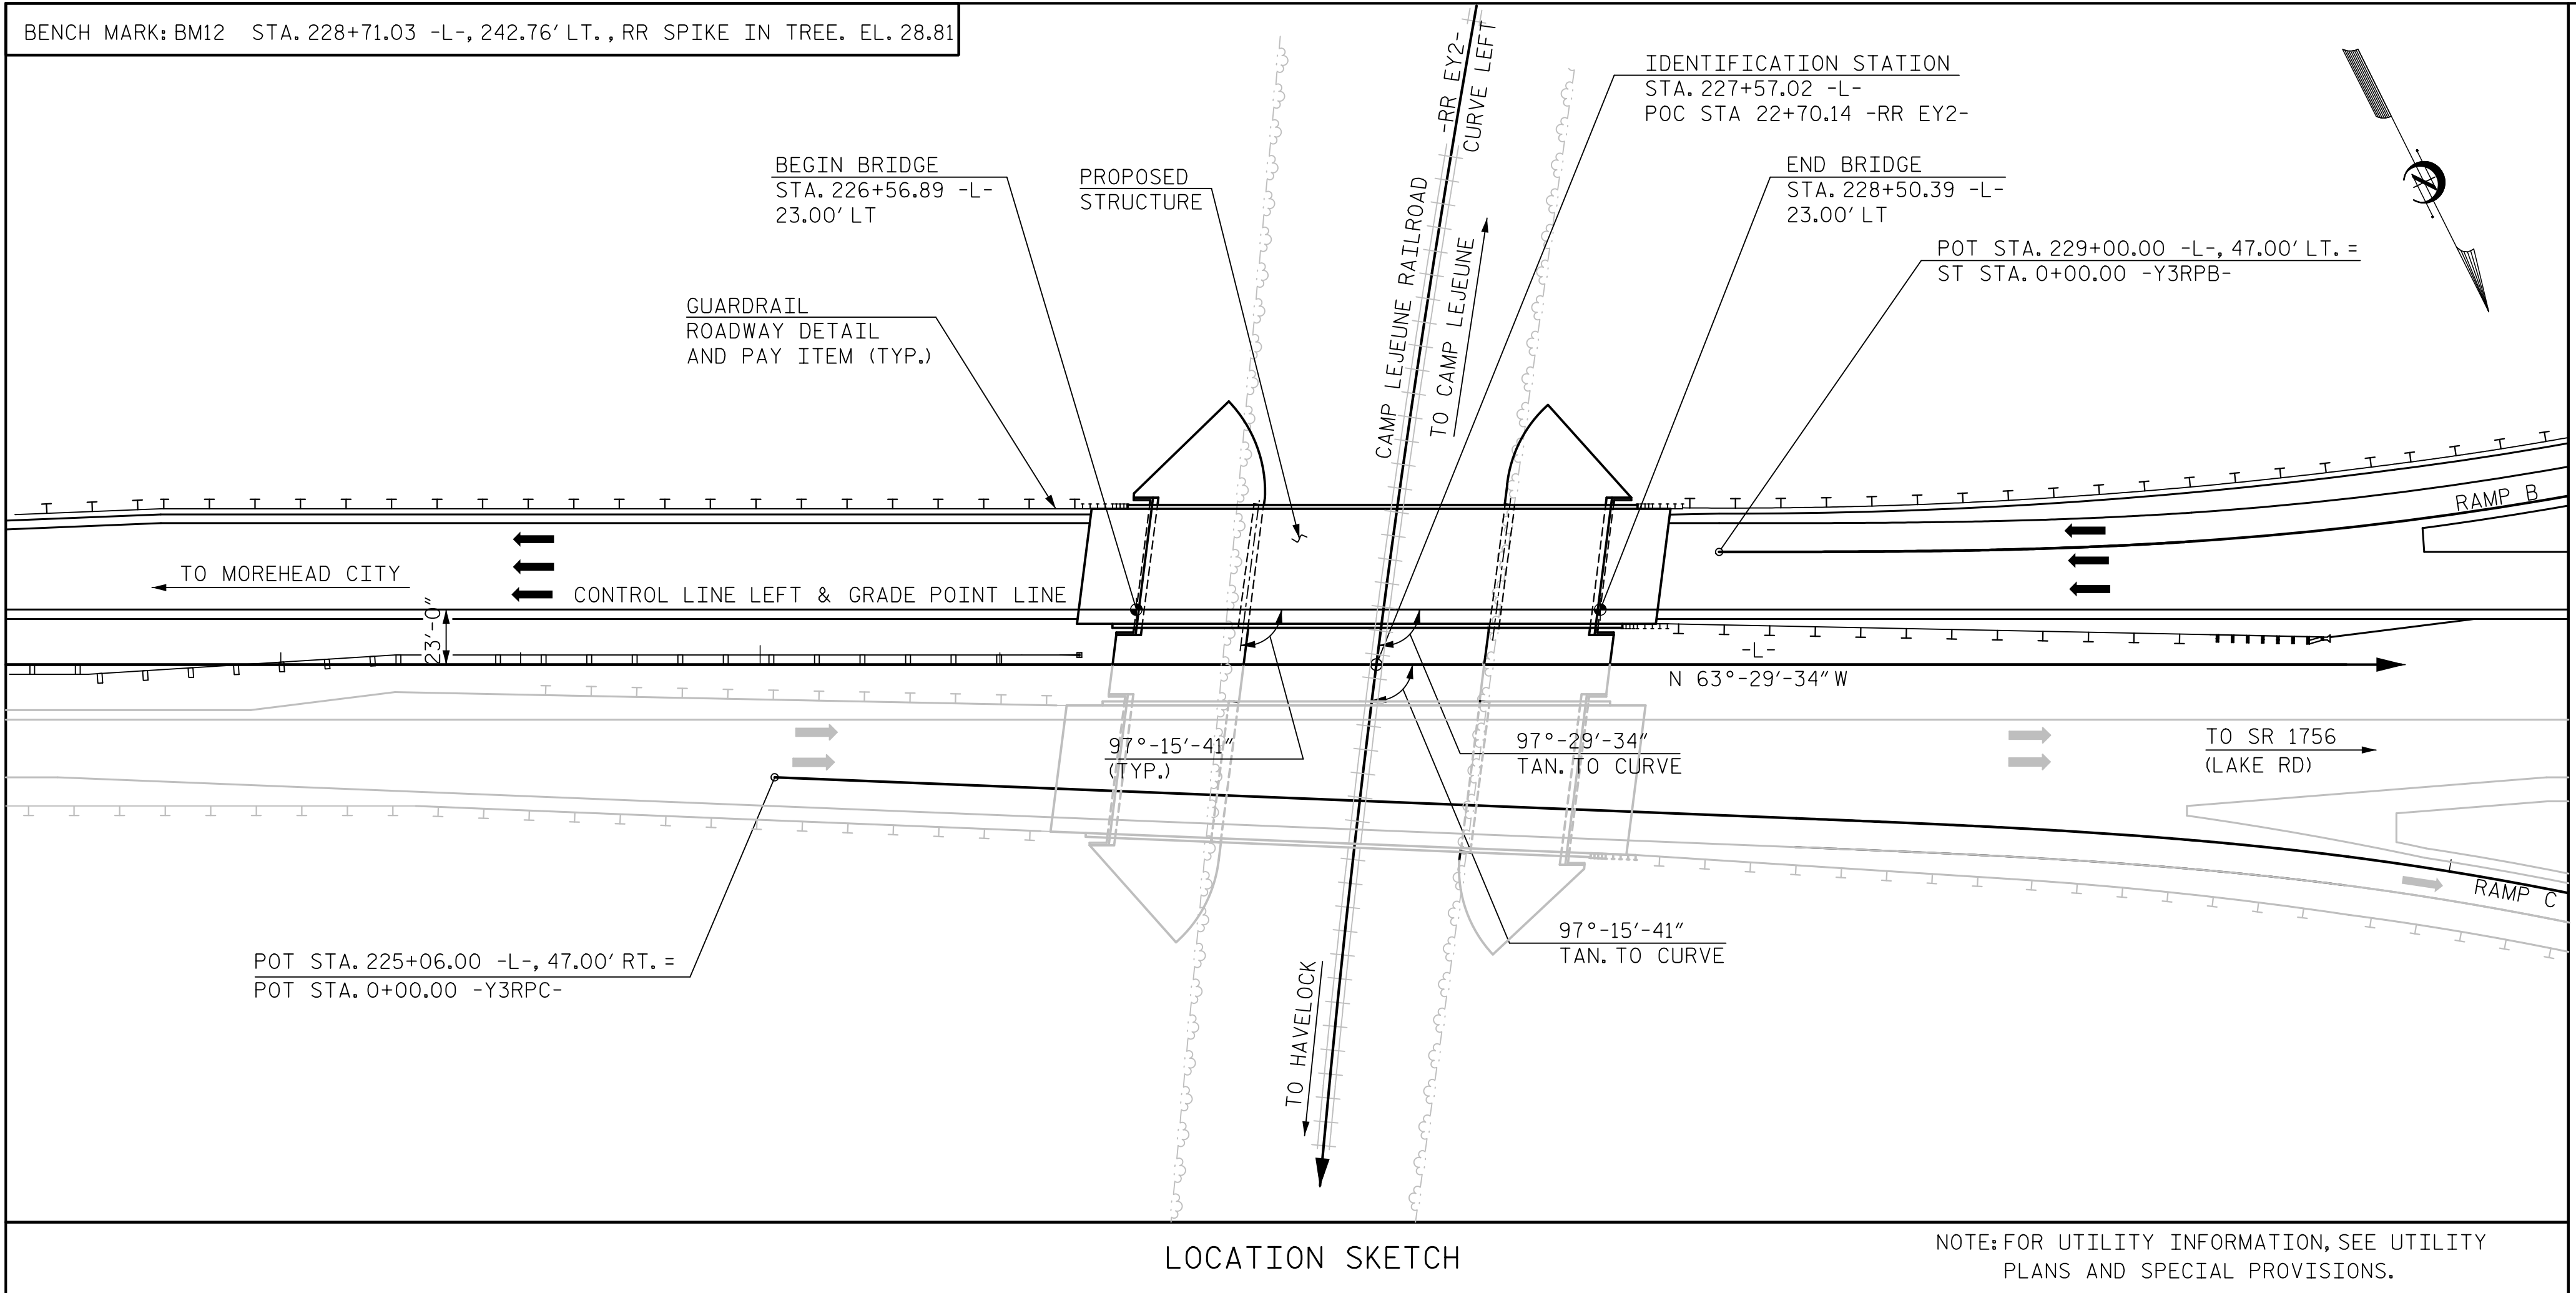 BENCH MARK: BM12 STA. 228+71.03 -L-, 242.76' LT., RR SPIKE IN TREE. EL. 28.81
-RR EY2-
CURVE LEFT
IDENTIFICATION STATION
STA. 227+57.02 -L-
POC STA 22+70.14 -RR EY2-
BEGIN BRIDGE
STA. 226+56.89 -L-
23.00' LT
PROPOSED
STRUCTURE
END BRIDGE
STA. 228+50.39 -L-
23.00' LT
N
POT STA. 229+00.00 -L-, 47.00' LT. =
ST STA. 0+00.00 -Y3RPB-
GUARDRAIL
ROADWAY DETAIL
AND PAY ITEM (TYP.)
CAMP LEJEUNE RAILROAD
TO CAMP LEJEUNE
RAMP B
TO MOREHEAD CITY
CONTROL LINE LEFT & GRADE POINT LINE
23'-0"
-L-
N 63°-29'-34" W
97°-15'-41"
(TYP.)
97°-29'-34"
TAN. TO CURVE
TO SR 1756
(LAKE RD)
RAMP C
97°-15'-41"
TAN. TO CURVE
POT STA. 225+06.00 -L-, 47.00' RT. =
POT STA. 0+00.00 -Y3RPC-
TO HAVELOCK
LOCATION SKETCH
NOTE: FOR UTILITY INFORMATION, SEE UTILITY
PLANS AND SPECIAL PROVISIONS.